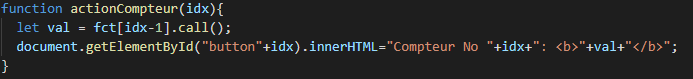 function actionCompteur(idx){
  let val = fct[idx-1].call();
  document.getElementById("button"+idx).innerHTML="Compteur No "+idx+": <b>"+val+"</b>";
}